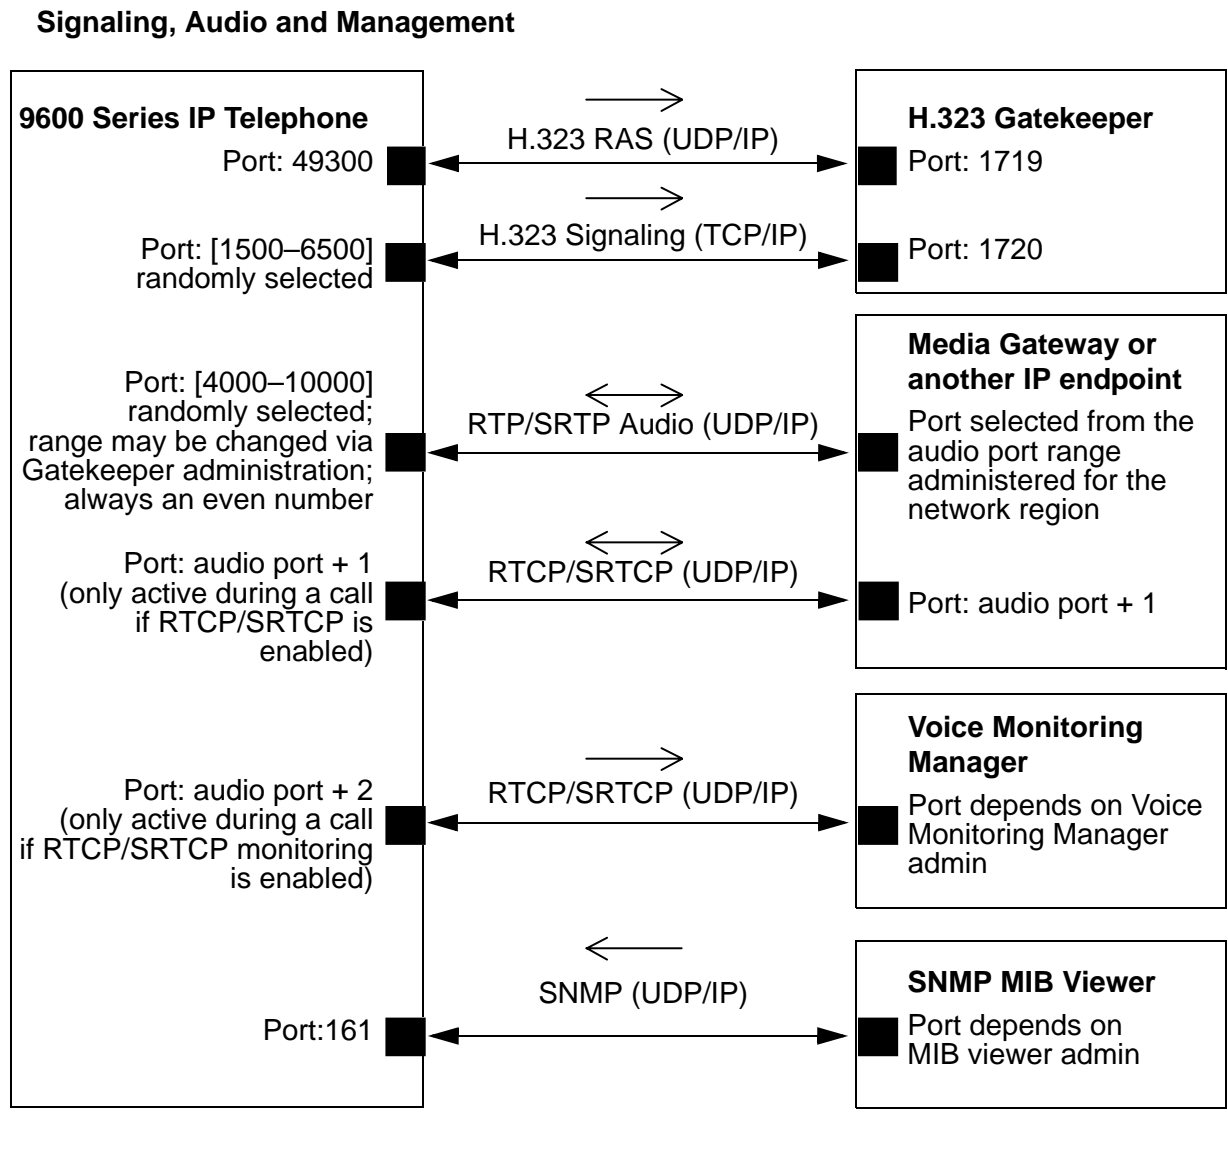 Signaling, Audio and Management
9600 Series IP Telephone
Port: 49300
H.323 RAS (UDP/IP)
H.323 Gatekeeper
Port: 1719
Port: [1500–6500]
randomly selected
H.323 Signaling (TCP/IP)
Port: 1720
Port: [4000–10000]
randomly selected;
range may be changed via
Gatekeeper administration;
always an even number
RTP/SRTP Audio (UDP/IP)
Media Gateway or
another IP endpoint
Port selected from the
audio port range
administered for the
network region
Port: audio port + 1
(only active during a call
if RTCP/SRTCP is
enabled)
RTCP/SRTCP (UDP/IP)
Port: audio port + 1
Port: audio port + 2
(only active during a call
if RTCP/SRTCP monitoring
is enabled)
RTCP/SRTCP (UDP/IP)
Voice Monitoring
Manager
Port depends on Voice
Monitoring Manager
admin
Port:161
SNMP (UDP/IP)
SNMP MIB Viewer
Port depends on
MIB viewer admin